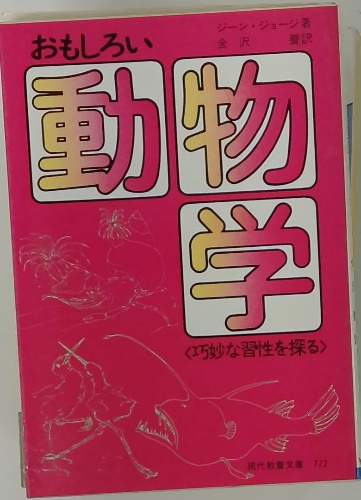 おもしろい
ジーン・ジョージ著
金沢 養訳
動物
学
〈巧妙な習性を探る〉
現代教養文庫 772